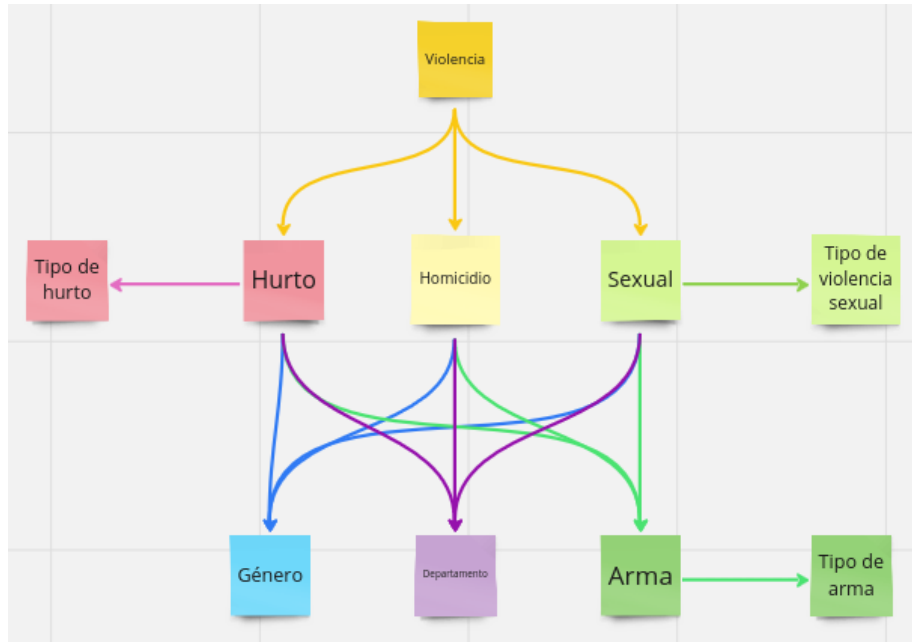 Violencia
Tipo de
hurto
Hurto
Homicidio
Sexual
Tipo de
violencia
sexual
Género
Departamento
Arma
Tipo de
arma